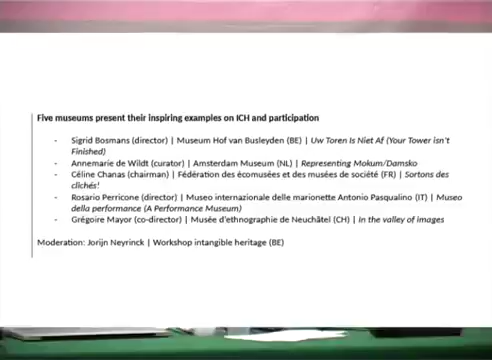 Five museums present their inspiring examples on ICH and participation
- Sigrid Bosmans (director) | Museum Hof van Busleyden (BE) | Uw Toren Is Niet Af (Your Tower isn't
Finished)
- Annemarie de Wildt (curator) | Amsterdam Museum (NL) | Representing Mokum/Damsko
- Céline Chanas (chairman) | Fédération des écomusées et des musées de société (FR) | Sortons des
clichés!
- Rosario Perricone (director) | Museo internazionale delle marionette Antonio Pasqualino (IT) | Museo
della performance (A Performance Museum)
- Grégoire Mayor (co-director) | Musée d'ethnographie de Neuchâtel (CH) | In the valley of images
Moderation: Jorijn Neyrinck | Workshop intangible heritage (BE)